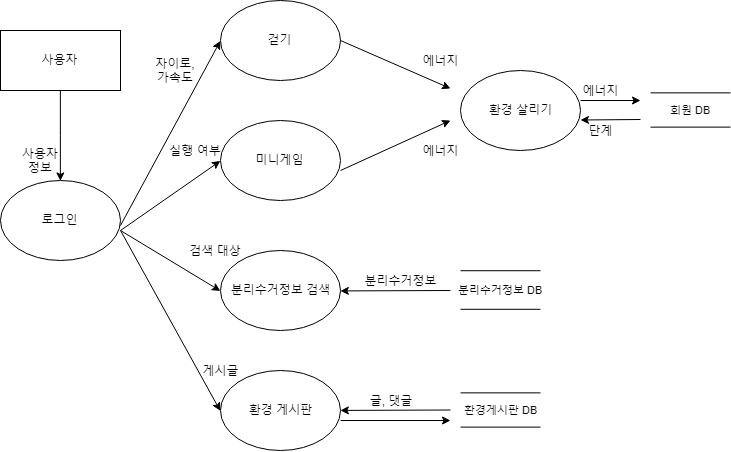 걷기
자이로,
가속도
에너지
사용자
에너지
환경 살리기
회원 DB
단계
실행 여부
미니게임
에너지
사용자
정보
로그인
검색 대상
분리수거정보 검색
분리수거정보
분리수거정보 DB
게시글
환경 게시판
글, 댓글
환경게시판 DB